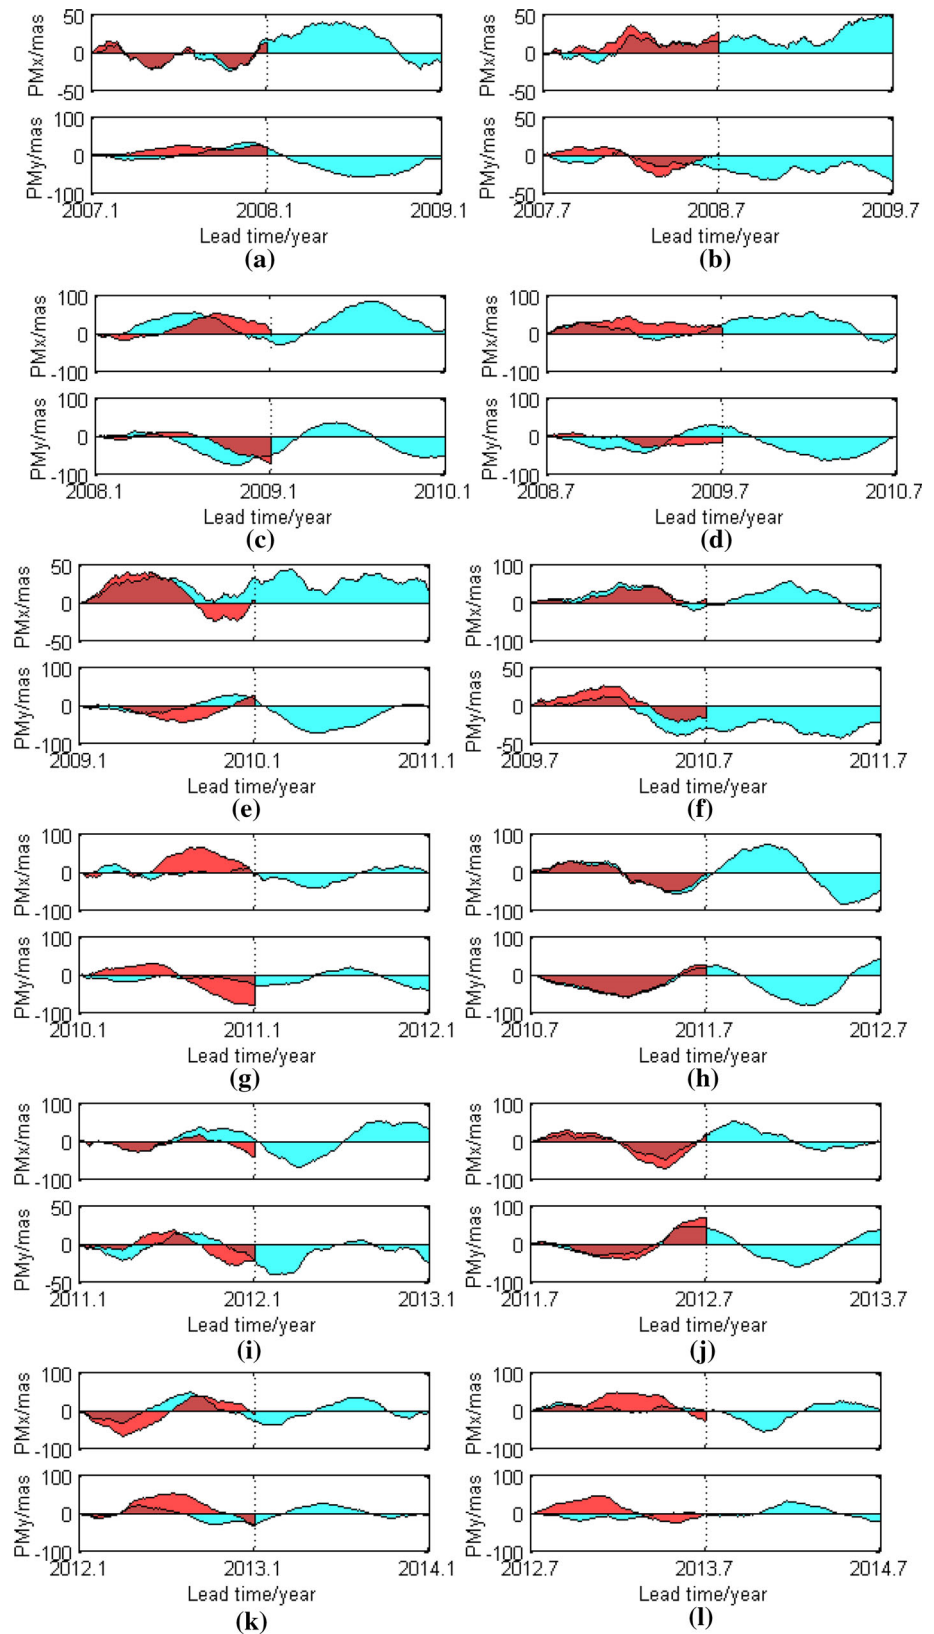 50
0
-50
PMx/mas
100
0
-100
PMy/mas
2007.1 2008.1 2009.1
Lead time/year
(a)
50
0
-50
PMx/mas
50
0
-50
PMy/mas
2007.7 2008.7 2009.7
Lead time/year
(b)
100
0
-100
PMx/mas
100
0
-100
PMy/mas
2008.1 2009.1 2010.1
Lead time/year
(c)
100
0
-100
PMx/mas
100
0
-100
PMy/mas
2008.7 2009.7 2010.7
Lead time/year
(d)
50
0
-50
PMx/mas
100
0
-100
PMy/mas
2009.1 2010.1 2011.1
Lead time/year
(e)
100
0
-100
PMx/mas
50
0
-50
PMy/mas
2009.7 2010.7 2011.7
Lead time/year
(f)
100
0
-100
PMx/mas
100
0
-100
PMy/mas
2010.1 2011.1 2012.1
Lead time/year
(g)
100
0
-100
PMx/mas
100
0
-100
PMy/mas
2010.7 2011.7 2012.7
Lead time/year
(h)
100
0
-100
PMx/mas
50
0
-50
PMy/mas
2011.1 2012.1 2013.1
Lead time/year
(i)
100
0
-100
PMx/mas
100
0
-100
PMy/mas
2011.7 2012.7 2013.7
Lead time/year
(j)
100
0
-100
PMx/mas
100
0
-100
PMy/mas
2012.1 2013.1 2014.1
Lead time/year
(k)
100
0
-100
PMx/mas
100
0
-100
PMy/mas
2012.7 2013.7 2014.7
Lead time/year
(l)